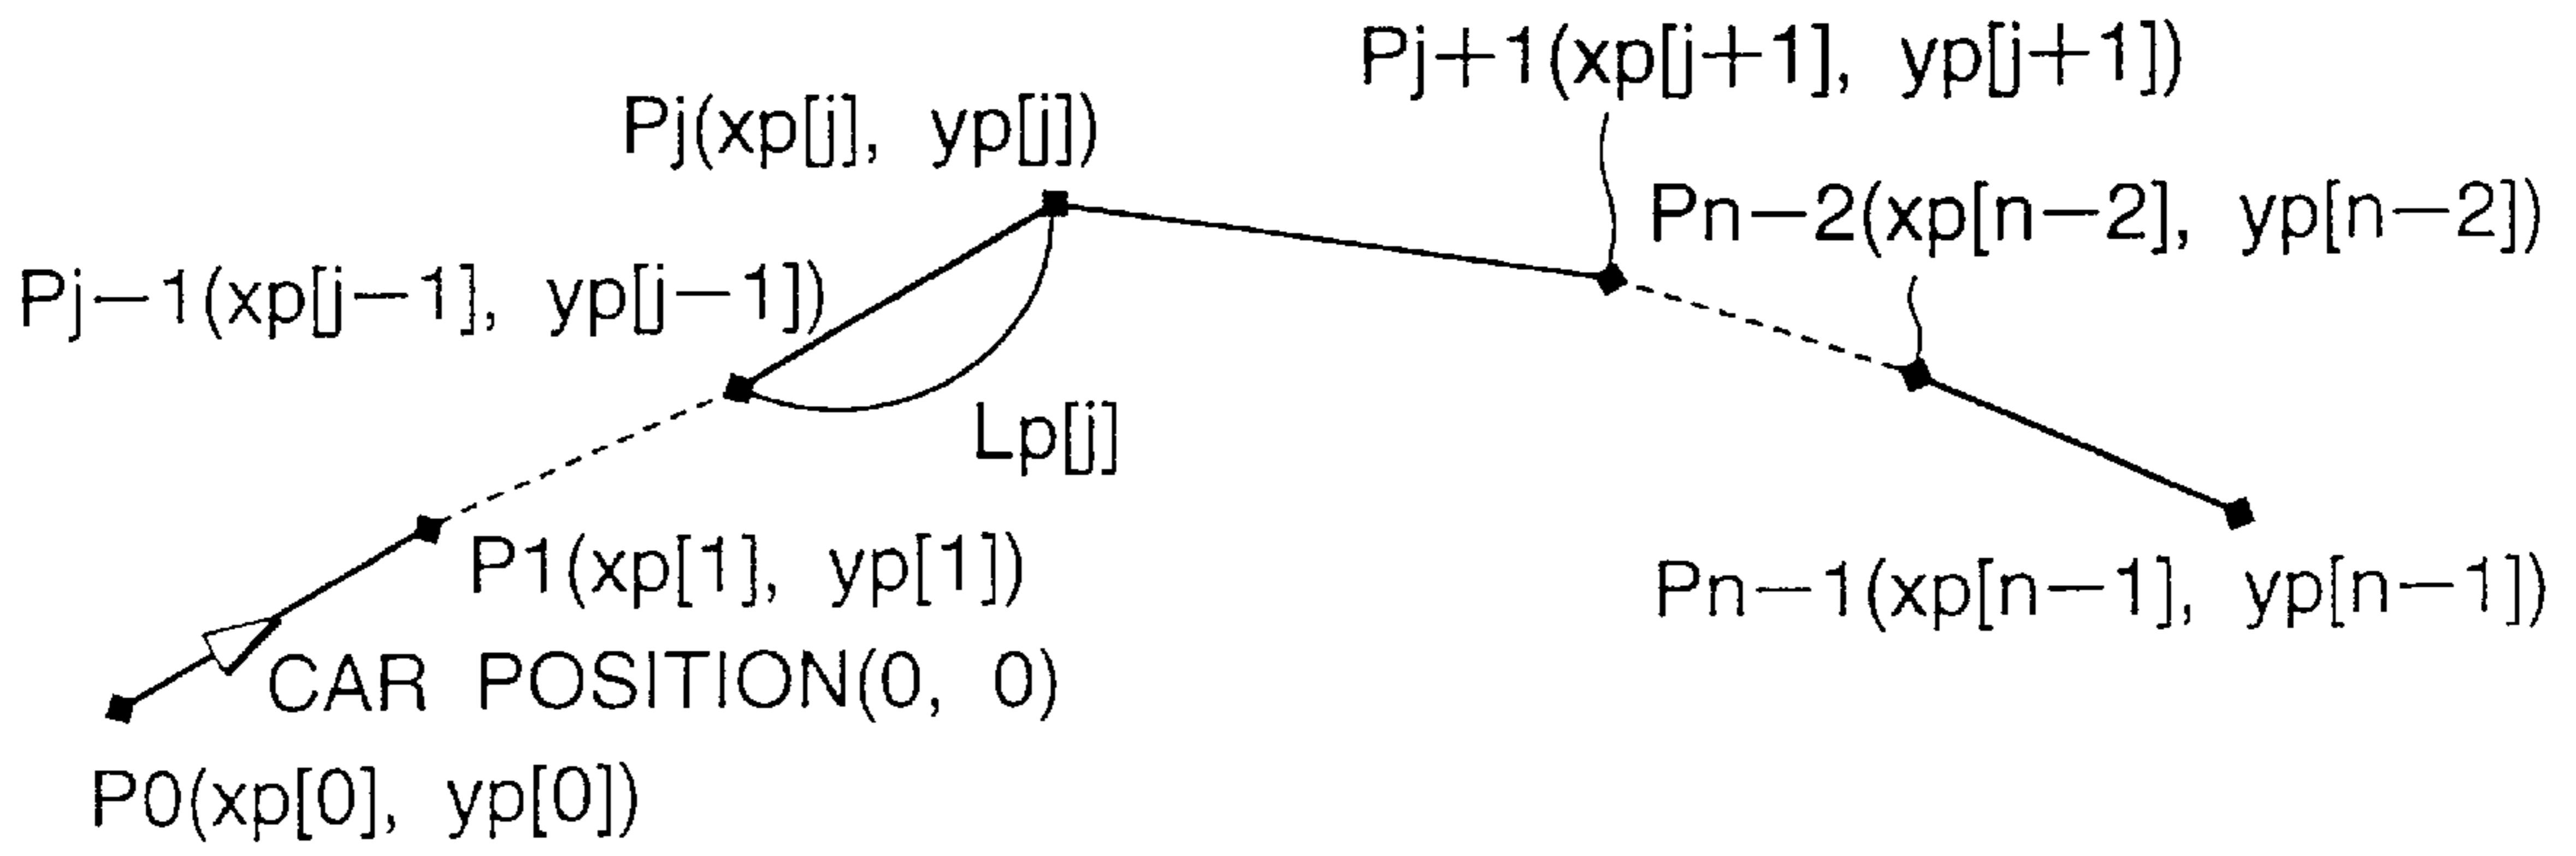 Pj+1(xp[j+1], yp[j+1])
Pj(xp[j], yp[j])
Pn−2(xp[n−2], yp[n−2])
Pj−1(xp[j−1], yp[j−1])
Lp[j]
P1(xp[1], yp[1])
Pn−1(xp[n−1], yp[n−1])
CAR POSITION(0, 0)
P0(xp[0], yp[0])